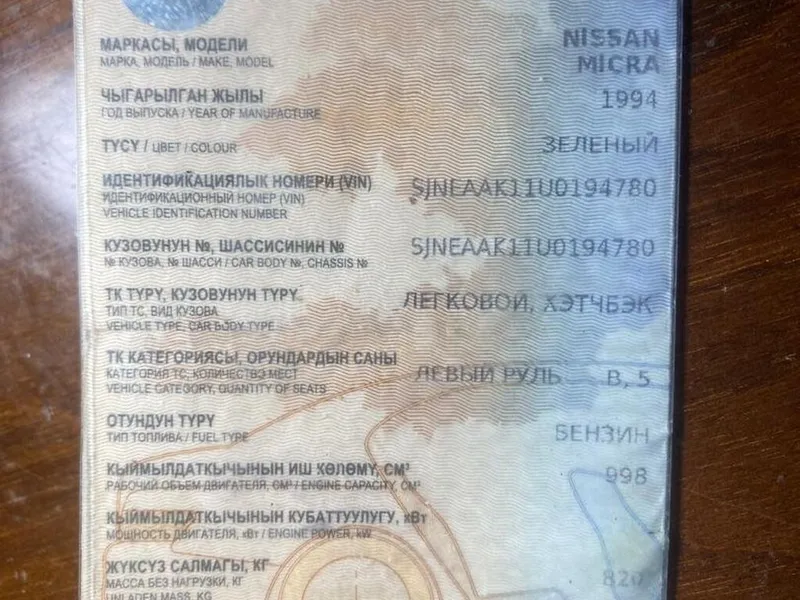 МАРКАСЫ, МОДЕЛИ NISSAN
МАРКА, МОДЕЛЬ / MAKE, MODEL MICRA
ЧЫГАРЫЛГАН ЖЫЛЫ 1994
ГОД ВЫПУСКА / YEAR OF MANUFACTURE
ТҮСҮ / ЦВЕТ / COLOUR ЗЕЛЕНЫЙ
ИДЕНТИФИКАЦИЯЛЫК НОМЕРИ (VIN) SJNEAAK11U0194780
ИДЕНТИФИКАЦИОННЫЙ НОМЕР (VIN)
VEHICLE IDENTIFICATION NUMBER
КУЗОВУНУН №, ШАССИСИНИН № SJNEAAK11U0194780
№ КУЗОВА, № ШАССИ / CAR BODY №, CHASSIS №
ТК ТҮРҮ, КУЗОВУНУН ТҮРҮ ЛЕГКОВОЙ, ХЭТЧБЭК
ТИП ТС, ВИД КУЗОВА
VEHICLE TYPE, CAR BODY TYPE
ТК КАТЕГОРИЯСЫ, ОРУНДАРДЫН САНЫ ЛЕВЫЙ РУЛЬ B, 5
КАТЕГОРИЯ ТС, КОЛИЧЕСТВО МЕСТ
VEHICLE CATEGORY, QUANTITY OF SEATS
ОТУНДУН ТҮРҮ БЕНЗИН
ТИП ТОПЛИВА / FUEL TYPE
КЫЙМЫЛДАТКЫЧЫНЫН ИШ КӨЛӨМҮ, СМ³ 998
РАБОЧИЙ ОБЪЕМ ДВИГАТЕЛЯ, СМ³ / ENGINE CAPACITY, CM³
КЫЙМЫЛДАТКЫЧЫНЫН КУБАТТУУЛУГУ, кВт
МОЩНОСТЬ ДВИГАТЕЛЯ, кВт / ENGINE POWER, kW
ЖҮКСҮЗ САЛМАГЫ, КГ 820
МАССА БЕЗ НАГРУЗКИ, КГ
UNLADEN MASS, KG